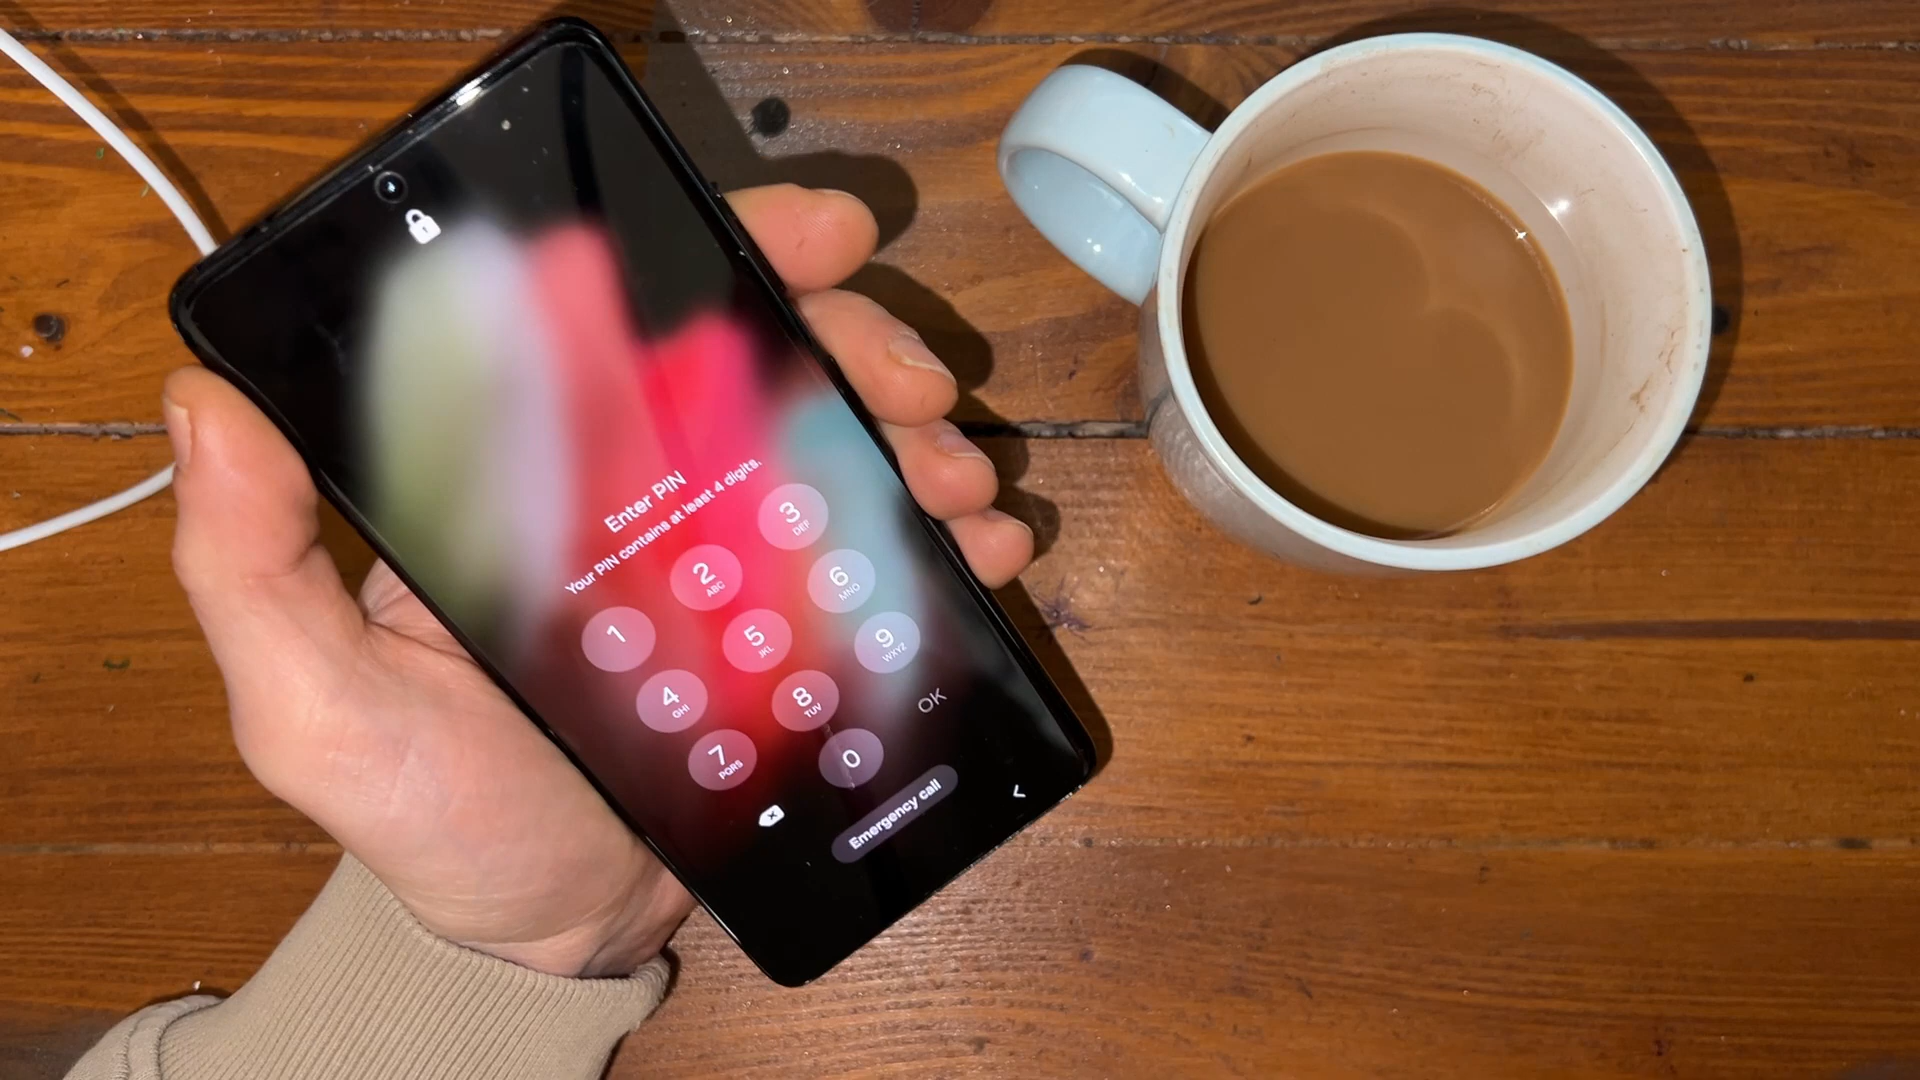 Enter PIN
Your PIN contains at least 4 digits.
1
2 ABC
3 DEF
4 GHI
5 JKL
6 MNO
7 PQRS
8 TUV
9 WXYZ
0
OK
Emergency call